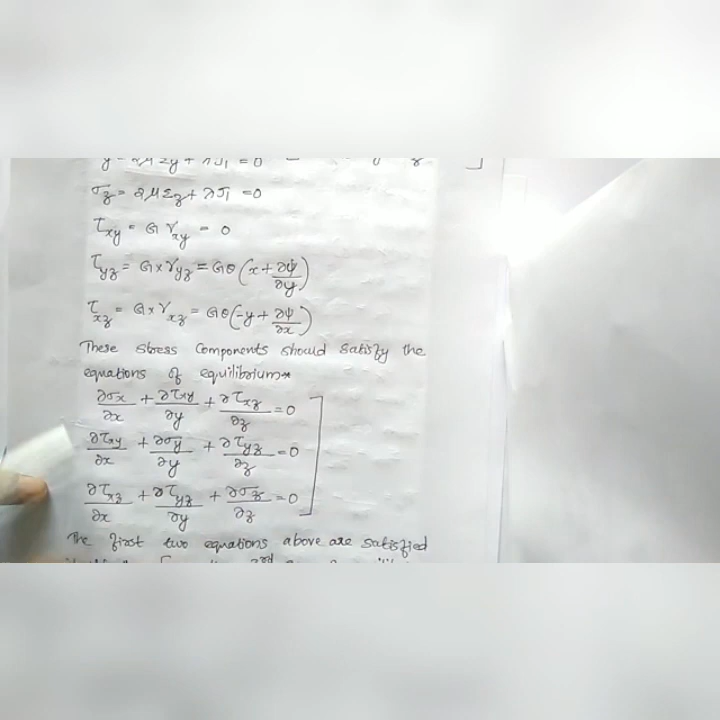 σz = 2μεz + λJ1 = 0
τxy = G γxy = 0
τyz = G×γyz = Gθ(x + ∂ψ/∂y)
τxz = G×γxz = Gθ(-y + ∂ψ/∂x)
These stress components should satisfy the
equations of equilibrium
∂σx/∂x + ∂τxy/∂y + ∂τxz/∂z = 0
∂τxy/∂x + ∂σy/∂y + ∂τyz/∂z = 0
∂τxz/∂x + ∂τyz/∂y + ∂σz/∂z = 0
The first two equations above are satisfied